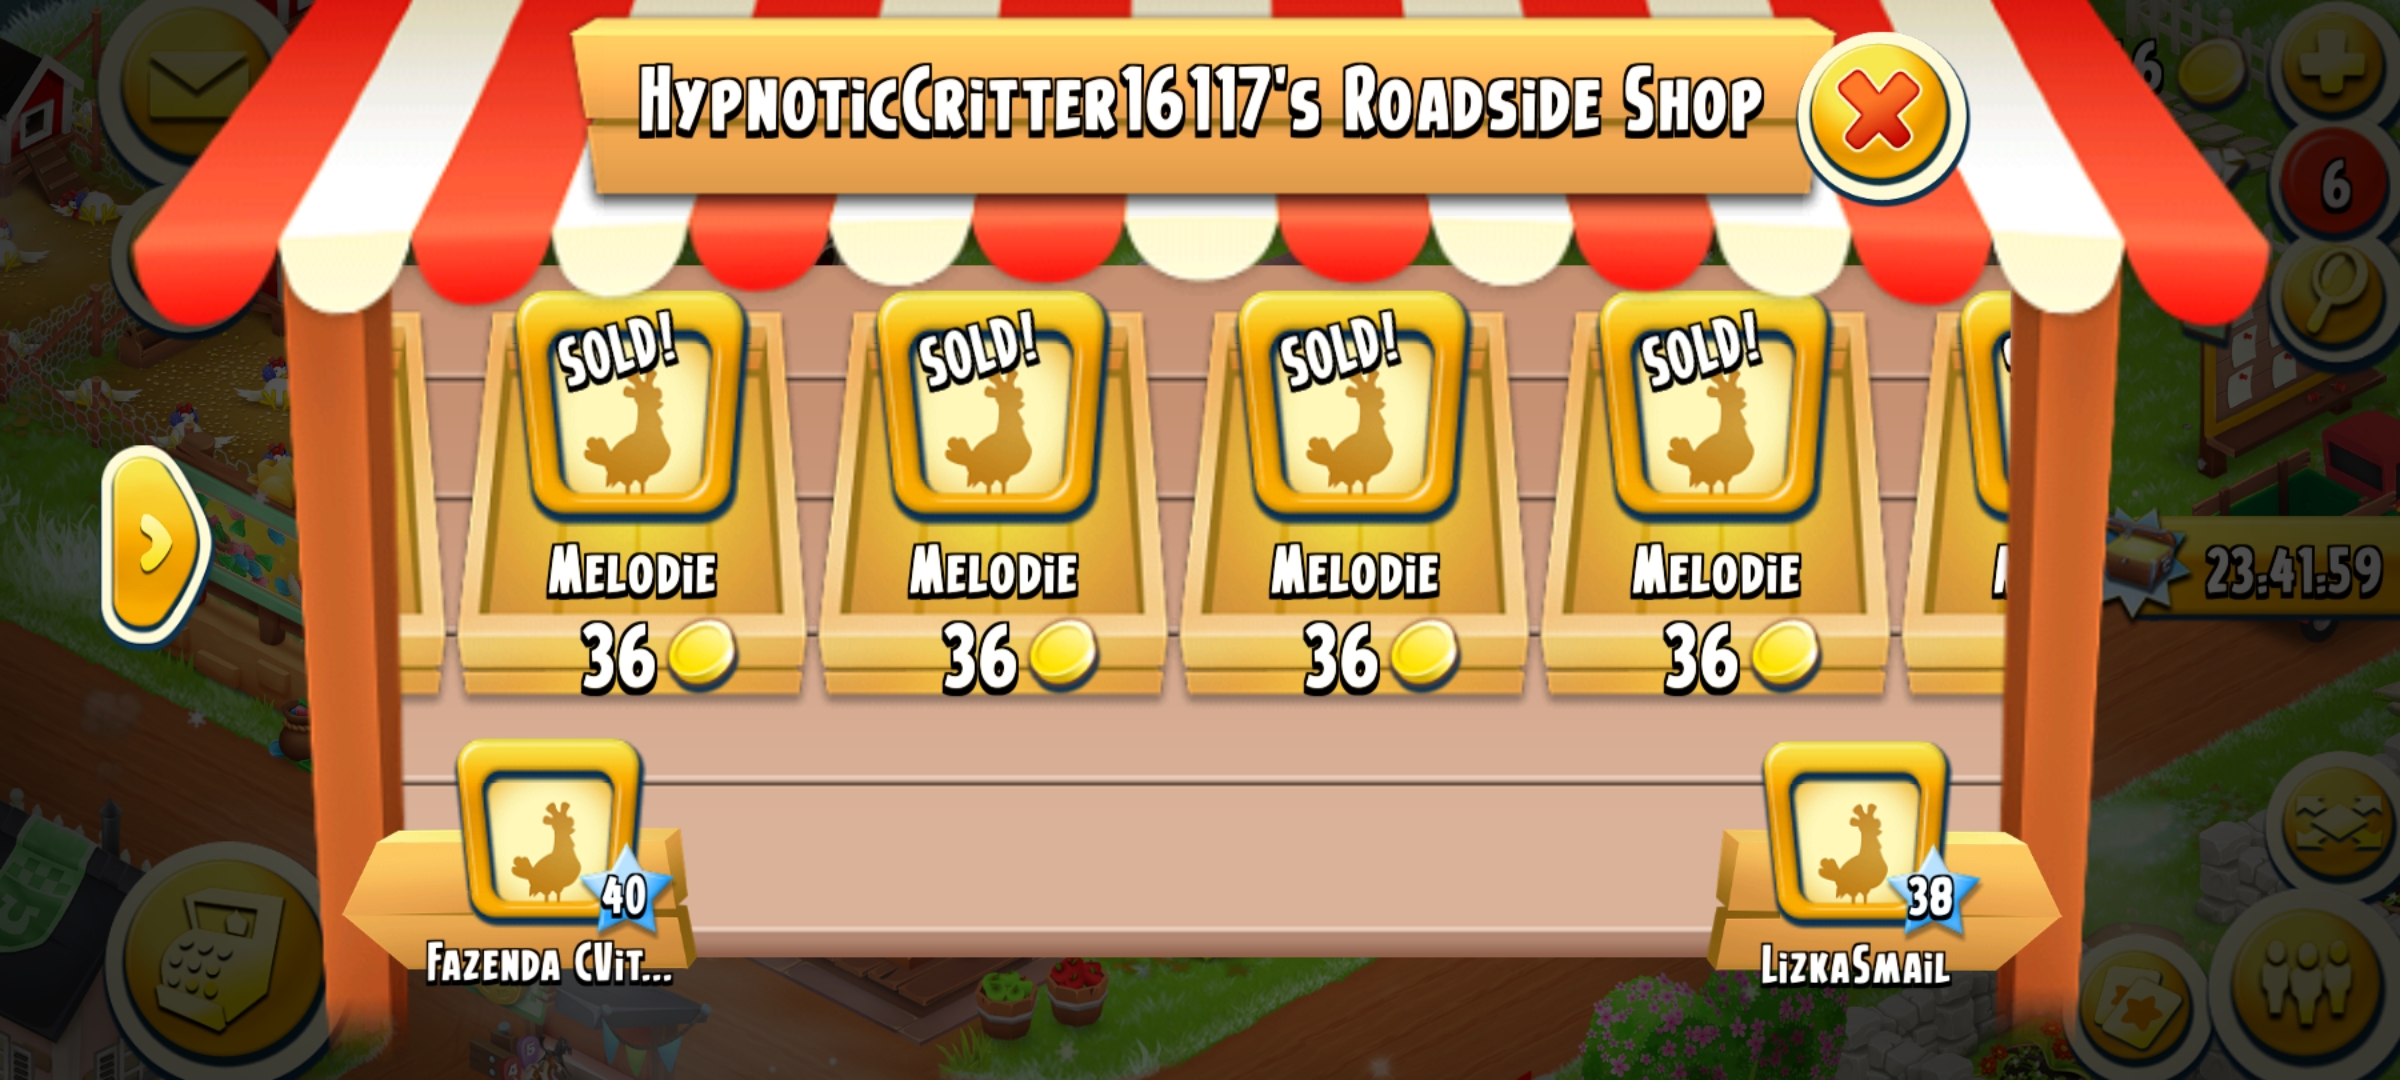 HypnoticCritter16117's Roadside Shop
6
6
SOLD!
SOLD!
SOLD!
SOLD!
Melodie
Melodie
Melodie
Melodie
23:41:59
36
36
36
36
40
38
Fazenda CVit...
LizkaSmail